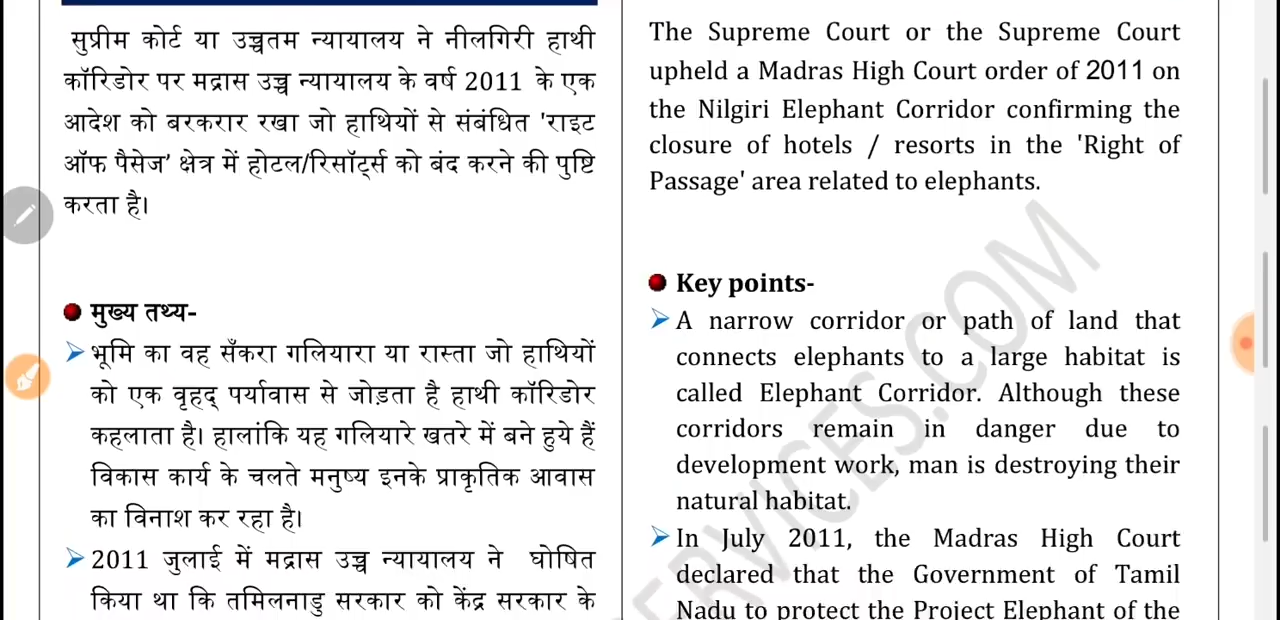 सुप्रीम कोर्ट या उच्चतम न्यायालय ने नीलगिरी हाथी
कॉरिडोर पर मद्रास उच्च न्यायालय के वर्ष 2011 के एक
आदेश को बरकरार रखा जो हाथियों से संबंधित 'राइट
ऑफ पैसेज’ क्षेत्र में होटल/रिसॉर्ट्स को बंद करने की पुष्टि
करता है।
मुख्य तथ्य-
भूमि का वह सँकरा गलियारा या रास्ता जो हाथियों
को एक वृहद् पर्यावास से जोड़ता है हाथी कॉरिडोर
कहलाता है। हालांकि यह गलियारे खतरे में बने हुये हैं
विकास कार्य के चलते मनुष्य इनके प्राकृतिक आवास
का विनाश कर रहा है।
2011 जुलाई में मद्रास उच्च न्यायालय ने घोषित
किया था कि तमिलनाडु सरकार को केंद्र सरकार के
The Supreme Court or the Supreme Court
upheld a Madras High Court order of 2011 on
the Nilgiri Elephant Corridor confirming the
closure of hotels / resorts in the 'Right of
Passage' area related to elephants.
Key points-
A narrow corridor or path of land that
connects elephants to a large habitat is
called Elephant Corridor. Although these
corridors remain in danger due to
development work, man is destroying their
natural habitat.
In July 2011, the Madras High Court
declared that the Government of Tamil
Nadu to protect the Project Elephant of the
ERVICES.COM